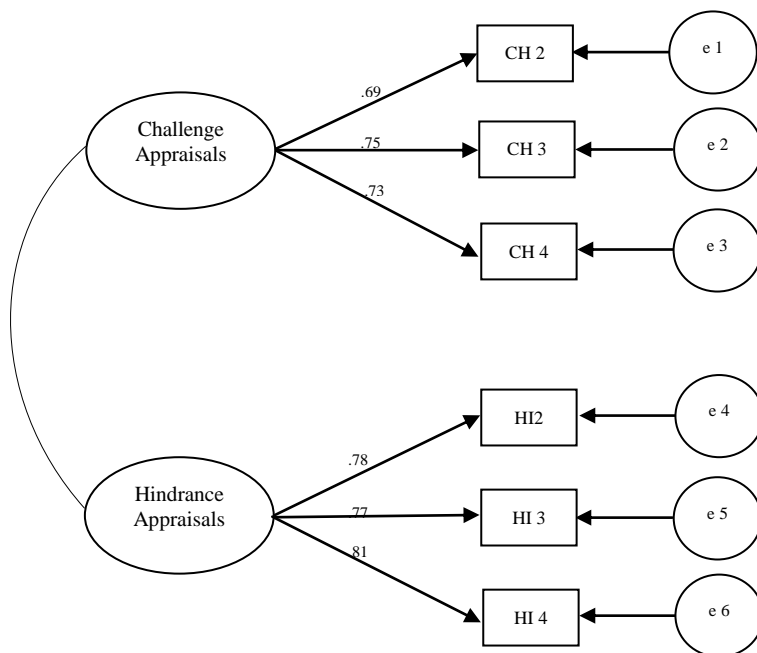 CH 2
e 1
.69
Challenge
Appraisals
.75
CH 3
e 2
.73
CH 4
e 3
HI2
e 4
.78
Hindrance
Appraisals
.77
HI 3
e 5
.81
HI 4
e 6